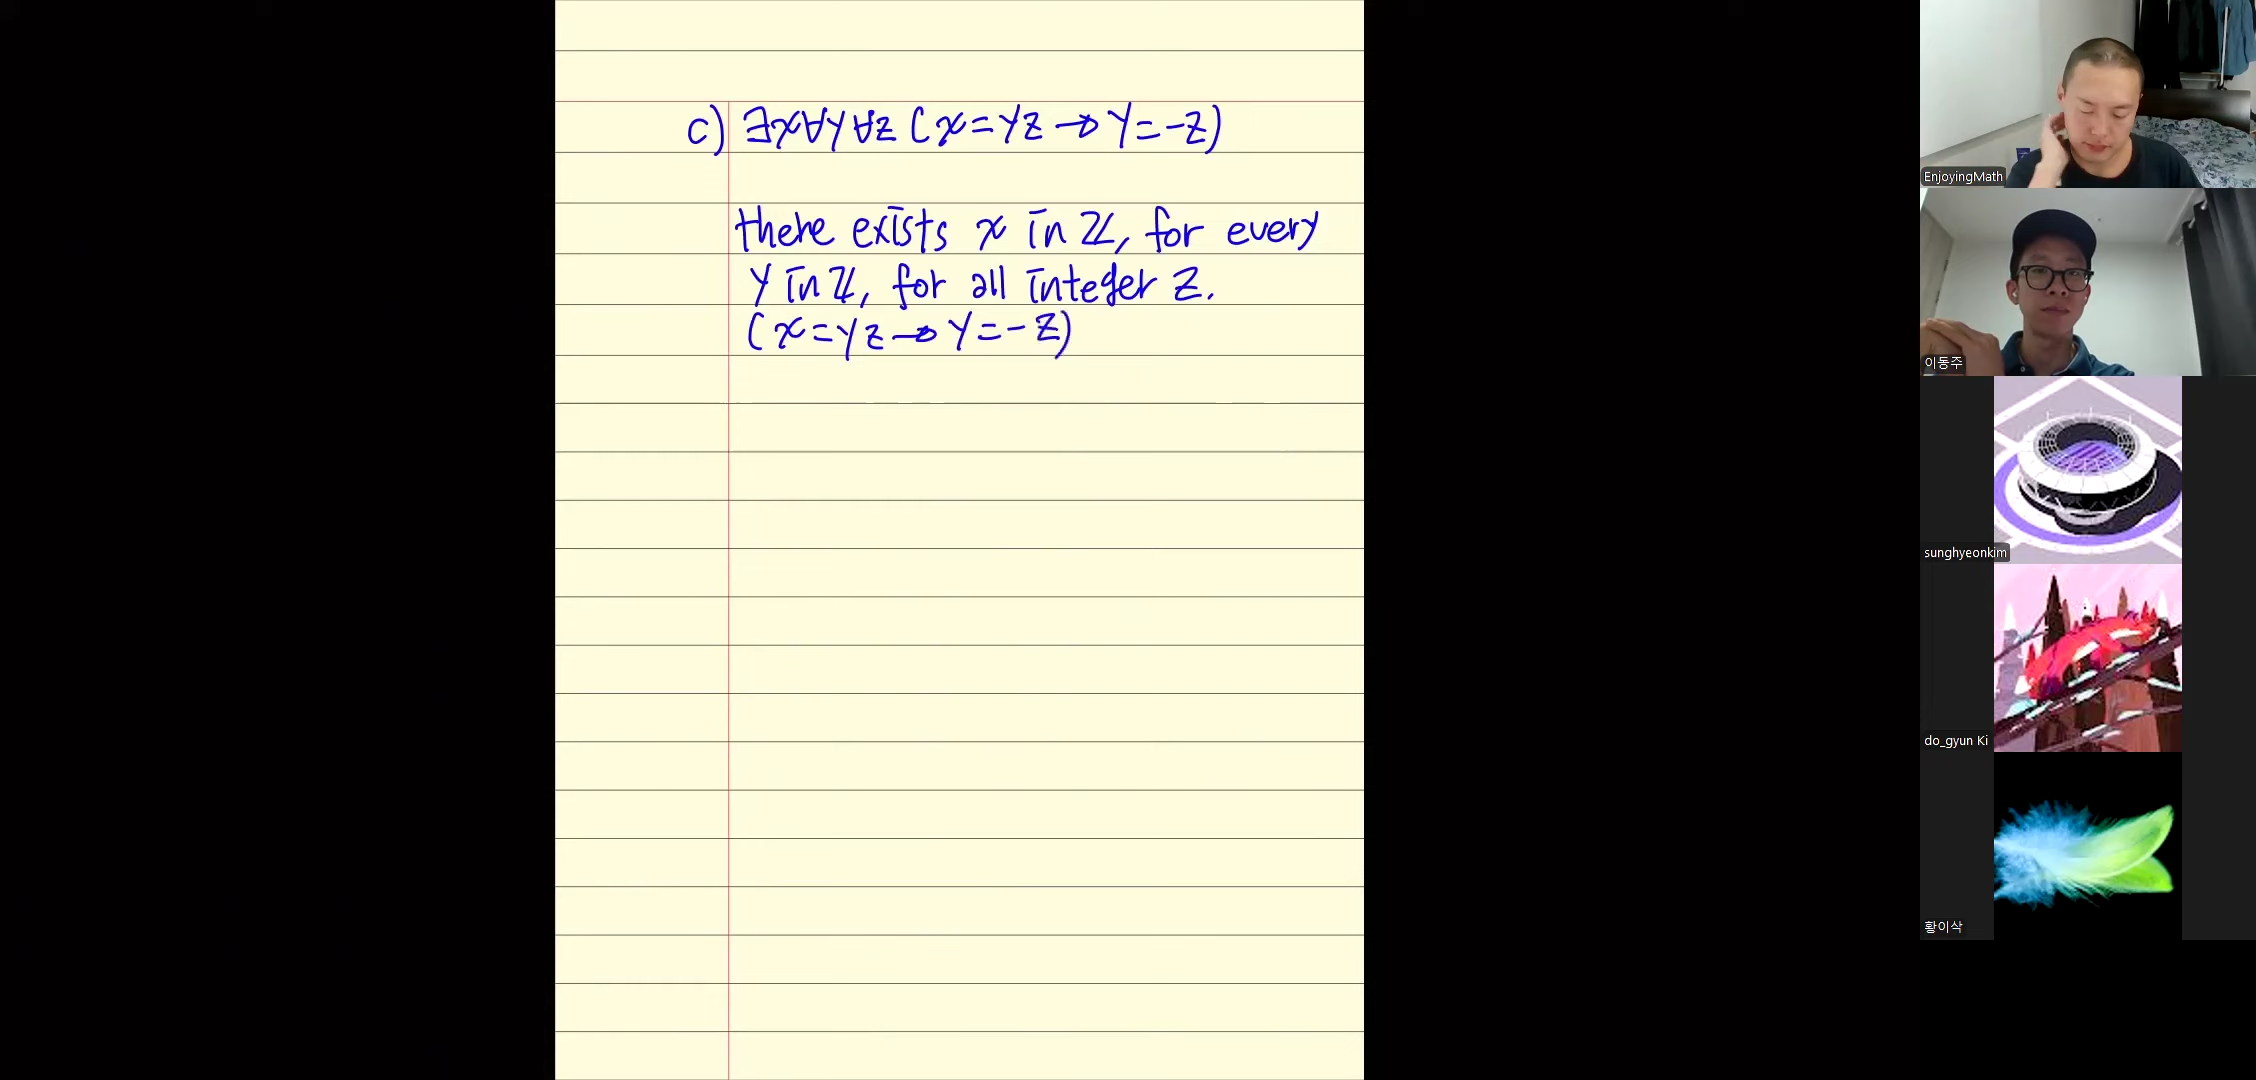 c) ∃x∀y∀z (x=yz → y=-z)
there exists x in ℤ, for every
y in ℤ, for all integer z.
(x=yz → y=-z)
EnjoyingMath
이동주
sunghyeonkim
do_gyun Ki
황이삭